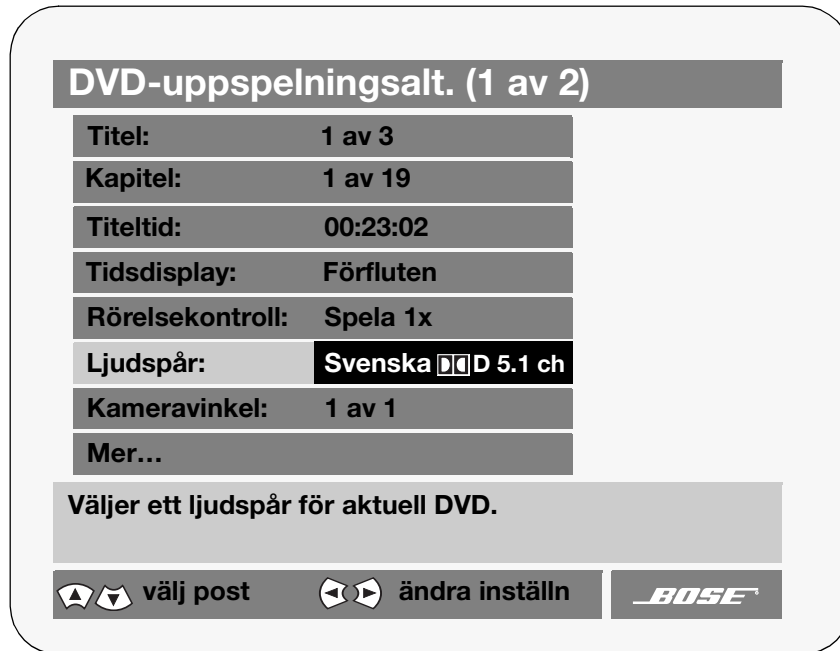 DVD-uppspelningsalt. (1 av 2)
Titel: 1 av 3
Kapitel: 1 av 19
Titeltid: 00:23:02
Tidsdisplay: Förfluten
Rörelsekontroll: Spela 1x
Ljudspår: Svenska D 5.1 ch
Kameravinkel: 1 av 1
Mer...
Väljer ett ljudspår för aktuell DVD.
välj post ändra inställn BOSE